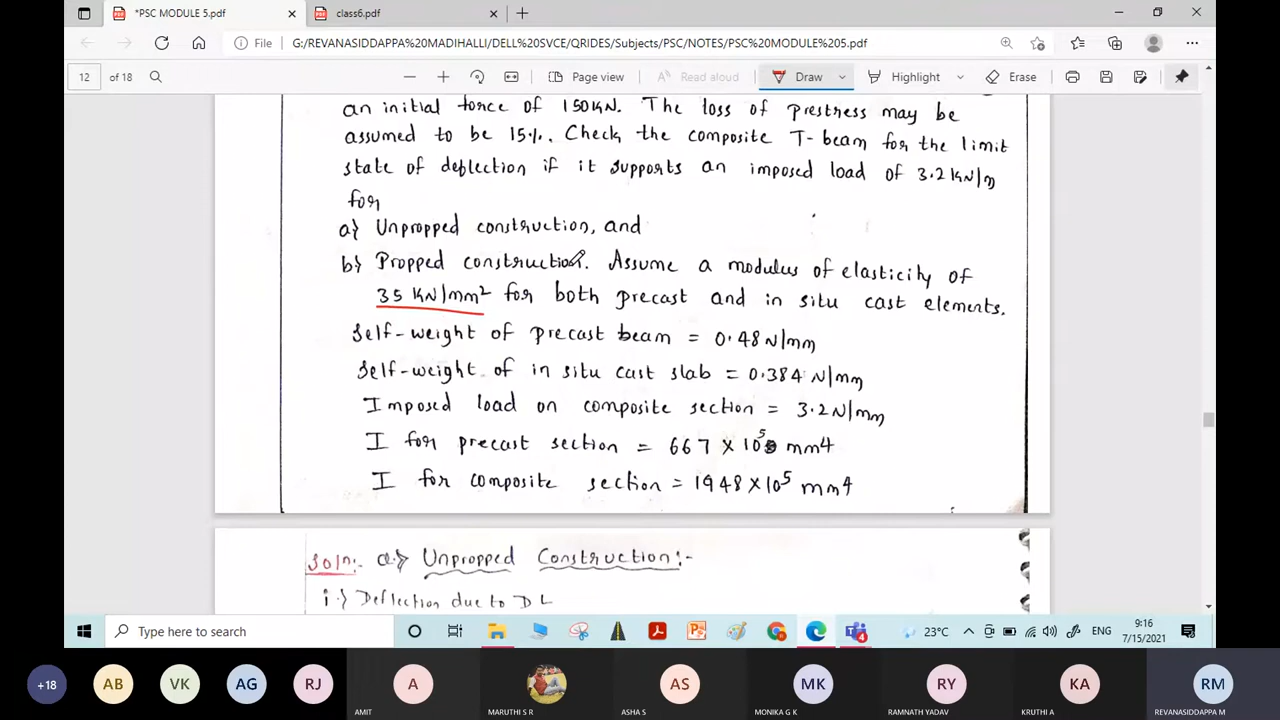 *PSC MODULE 5.pdf
class6.pdf
File
G:/REVANASIDDAPPA%20MADIHALLI/DELL%20SVCE/QRIDES/Subjects/PSC/NOTES/PSC%20MODULE%205.pdf
12 of 18
Page view
Read aloud
Draw
Highlight
Erase
an initial force of 150KN. The loss of prestress may be
assumed to be 15%. Check the composite T-beam for the limit
state of deflection if it supports an imposed load of 3.2KN/m
for
a) Unpropped construction, and
b) Propped construction. Assume a modulus of elasticity of
35 KN/mm² for both precast and in situ cast elements.
Self-weight of precast beam = 0.48 N/mm
Self-weight of in situ cast slab = 0.384 N/mm
Imposed load on composite section = 3.2 N/mm
I for precast section = 667 × 10⁵ mm4
I for composite section = 1948 × 10⁵ mm4
Soln:- a.) Unpropped Construction:-
i.) Deflection due to DL
Type here to search
4
23°C
ENG
9:16
7/15/2021
+18
AB
VK
AG
RJ
A
AS
MK
RY
KA
RM
AMIT
MARUTHI S R
ASHA S
MONIKA G K
RAMNATH YADAV
KRUTHI A
REVANASIDDAPPA M